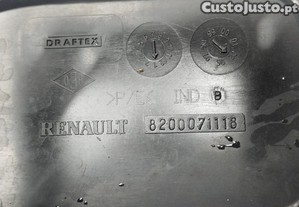 CustoJusto.pt
DRAFTEX
IND B
RENAULT 8200071118